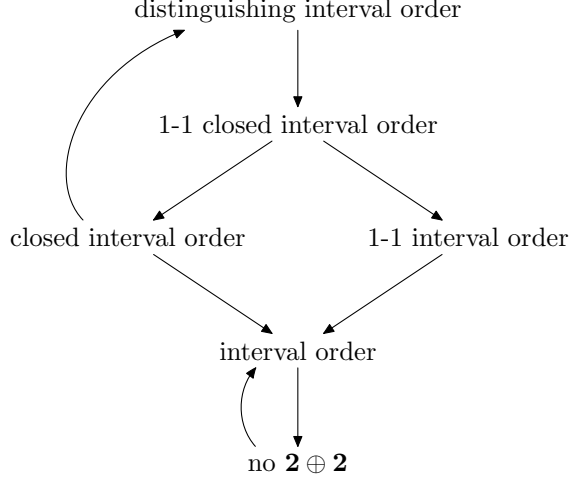 distinguishing interval order
1-1 closed interval order
closed interval order
1-1 interval order
interval order
no 𝟐 ⊕ 𝟐